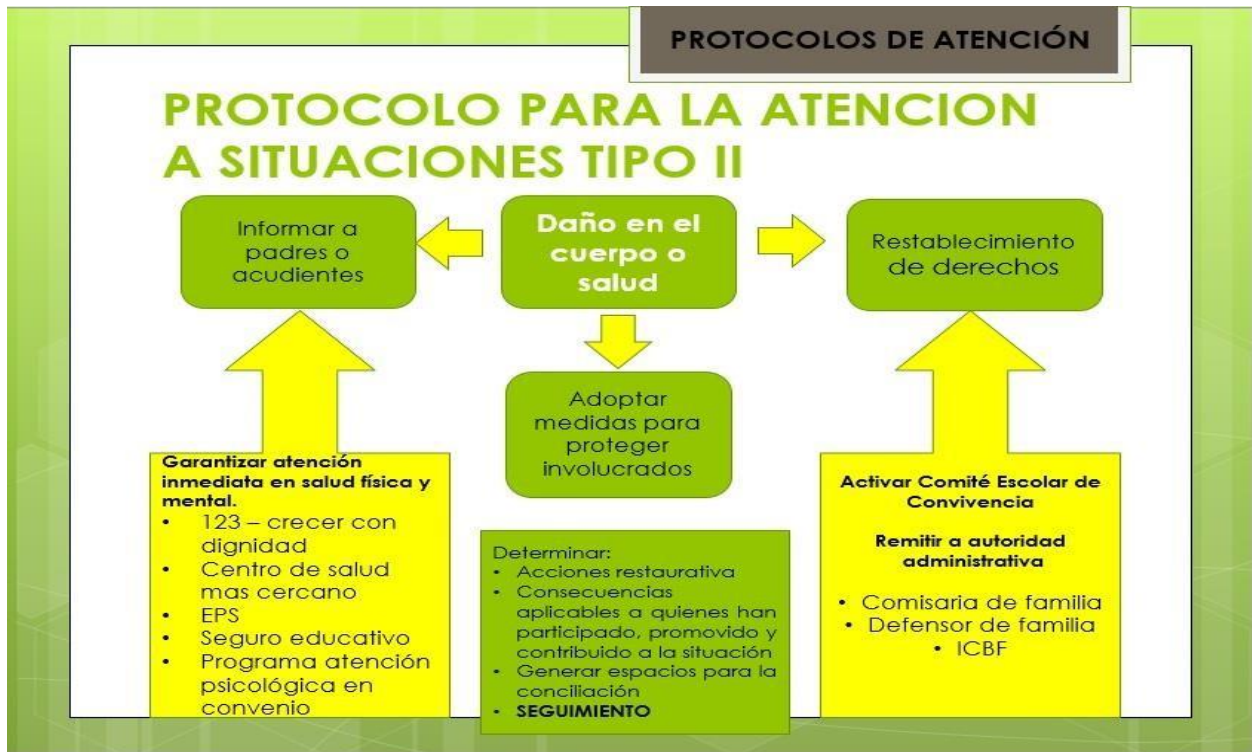 PROTOCOLOS DE ATENCIÓN
PROTOCOLO PARA LA ATENCION
A SITUACIONES TIPO II
Informar a
padres o
acudientes
Daño en el
cuerpo o
salud
Restablecimiento
de derechos
Adoptar
medidas para
proteger
involucrados
Garantizar atención
inmediata en salud física y
mental.
• 123 – crecer con
dignidad
• Centro de salud
mas cercano
• EPS
• Seguro educativo
• Programa atención
psicológica en
convenio
Determinar:
• Acciones restaurativa
• Consecuencias
aplicables a quienes han
participado, promovido y
contribuido a la situación
• Generar espacios para la
conciliación
• SEGUIMIENTO
Activar Comité Escolar de
Convivencia
Remitir a autoridad
administrativa
• Comisaria de familia
• Defensor de familia
• ICBF